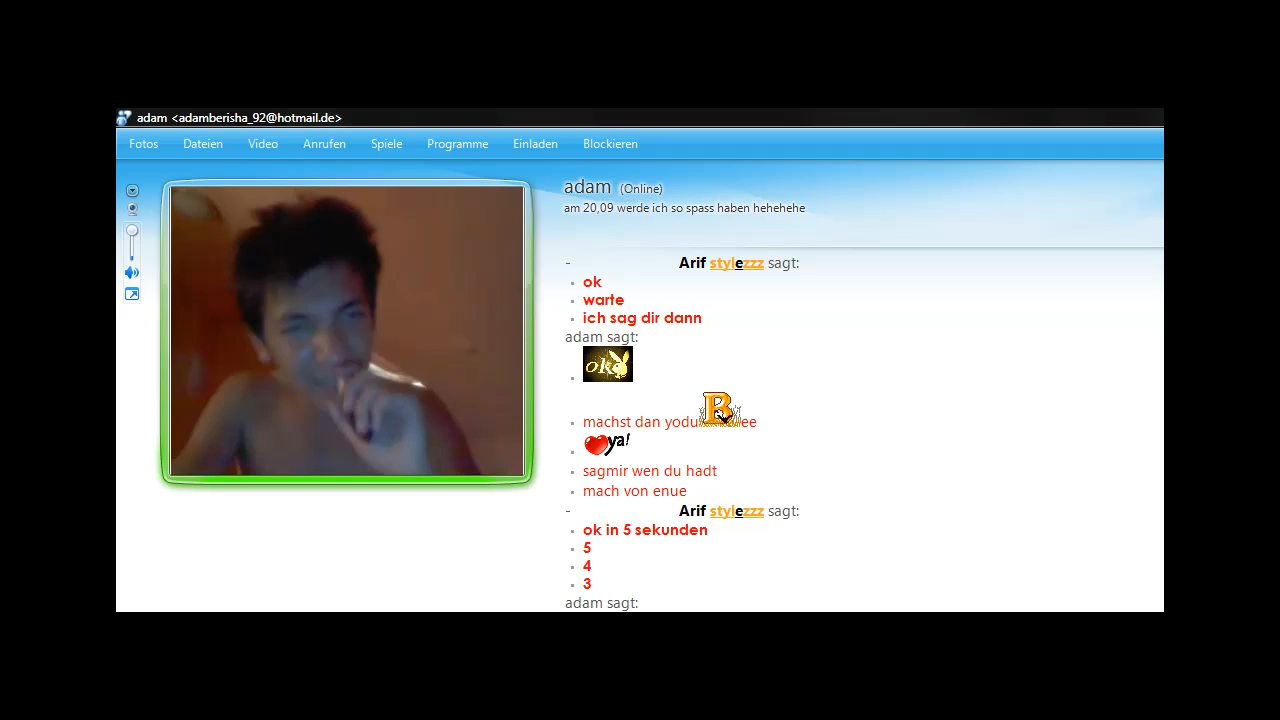 adam <adamberisha_92@hotmail.de>
Fotos Dateien Video Anrufen Spiele Programme Einladen Blockieren
adam (Online)
am 20,09 werde ich so spass haben hehehehe
- Arif stylezzz sagt:
ok
warte
ich sag dir dann
adam sagt:
oke
machst dan
ya!
sagmir wen du hadt
mach von enue
- Arif stylezzz sagt:
ok in 5 sekunden
5
4
3
adam sagt: